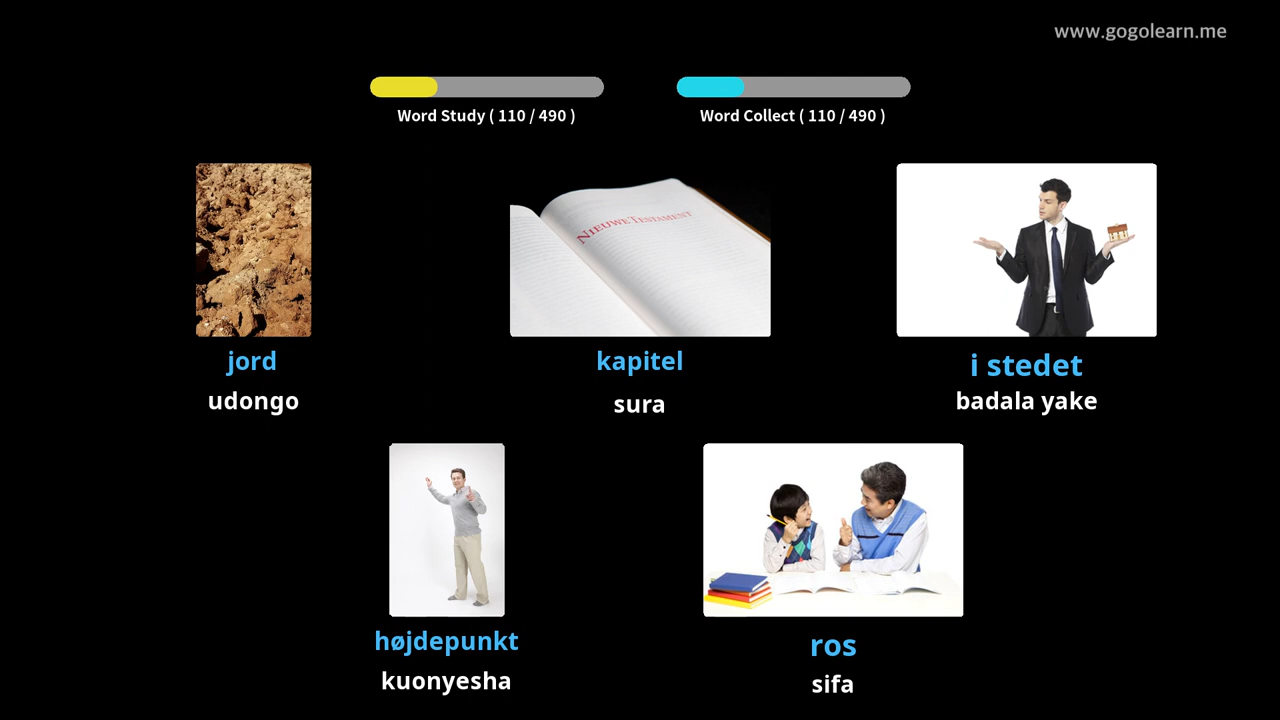 www.gogolearn.me
Word Study ( 110 / 490 )
Word Collect ( 110 / 490 )
NIEUWE TESTAMENT
jord
kapitel
i stedet
udongo
sura
badala yake
højdepunkt
ros
kuonyesha
sifa